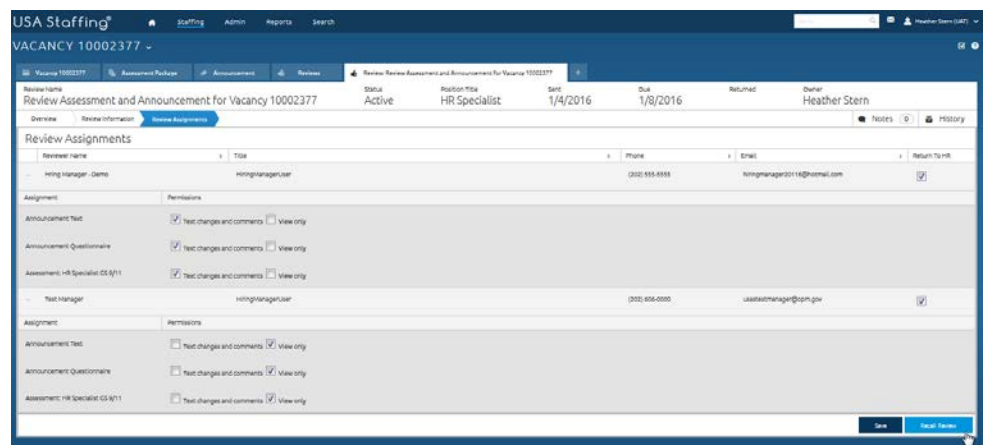 USA Staffing® Staffing Admin Reports Search Heather Stern (UAT)
VACANCY 10002377
Vacancy 10002377 Assessment Package Announcement Reviews Review: Review Assessment and Announcement for Vacancy 10002377 +
Review Name Status Position Title Sent Due Returned Owner
Review Assessment and Announcement for Vacancy 10002377 Active HR Specialist 1/4/2016 1/8/2016 Heather Stern
Overview Review Information Review Assignments Notes 0 History
Review Assignments
Reviewer Name Title Phone Email Return To HR
Hiring Manager - Demo HiringManagerUser (202) 555-5555 hiringmanager20116@hotmail.com
Assignment Permissions
Announcement Text Text changes and comments View only
Announcement Questionnaire Text changes and comments View only
Assessment: HR Specialist GS 9/11 Text changes and comments View only
Test Manager HiringManagerUser (202) 606-0000 usastestmanager@opm.gov
Assignment Permissions
Announcement Text Text changes and comments View only
Announcement Questionnaire Text changes and comments View only
Assessment: HR Specialist GS 9/11 Text changes and comments View only
Save Recall Review